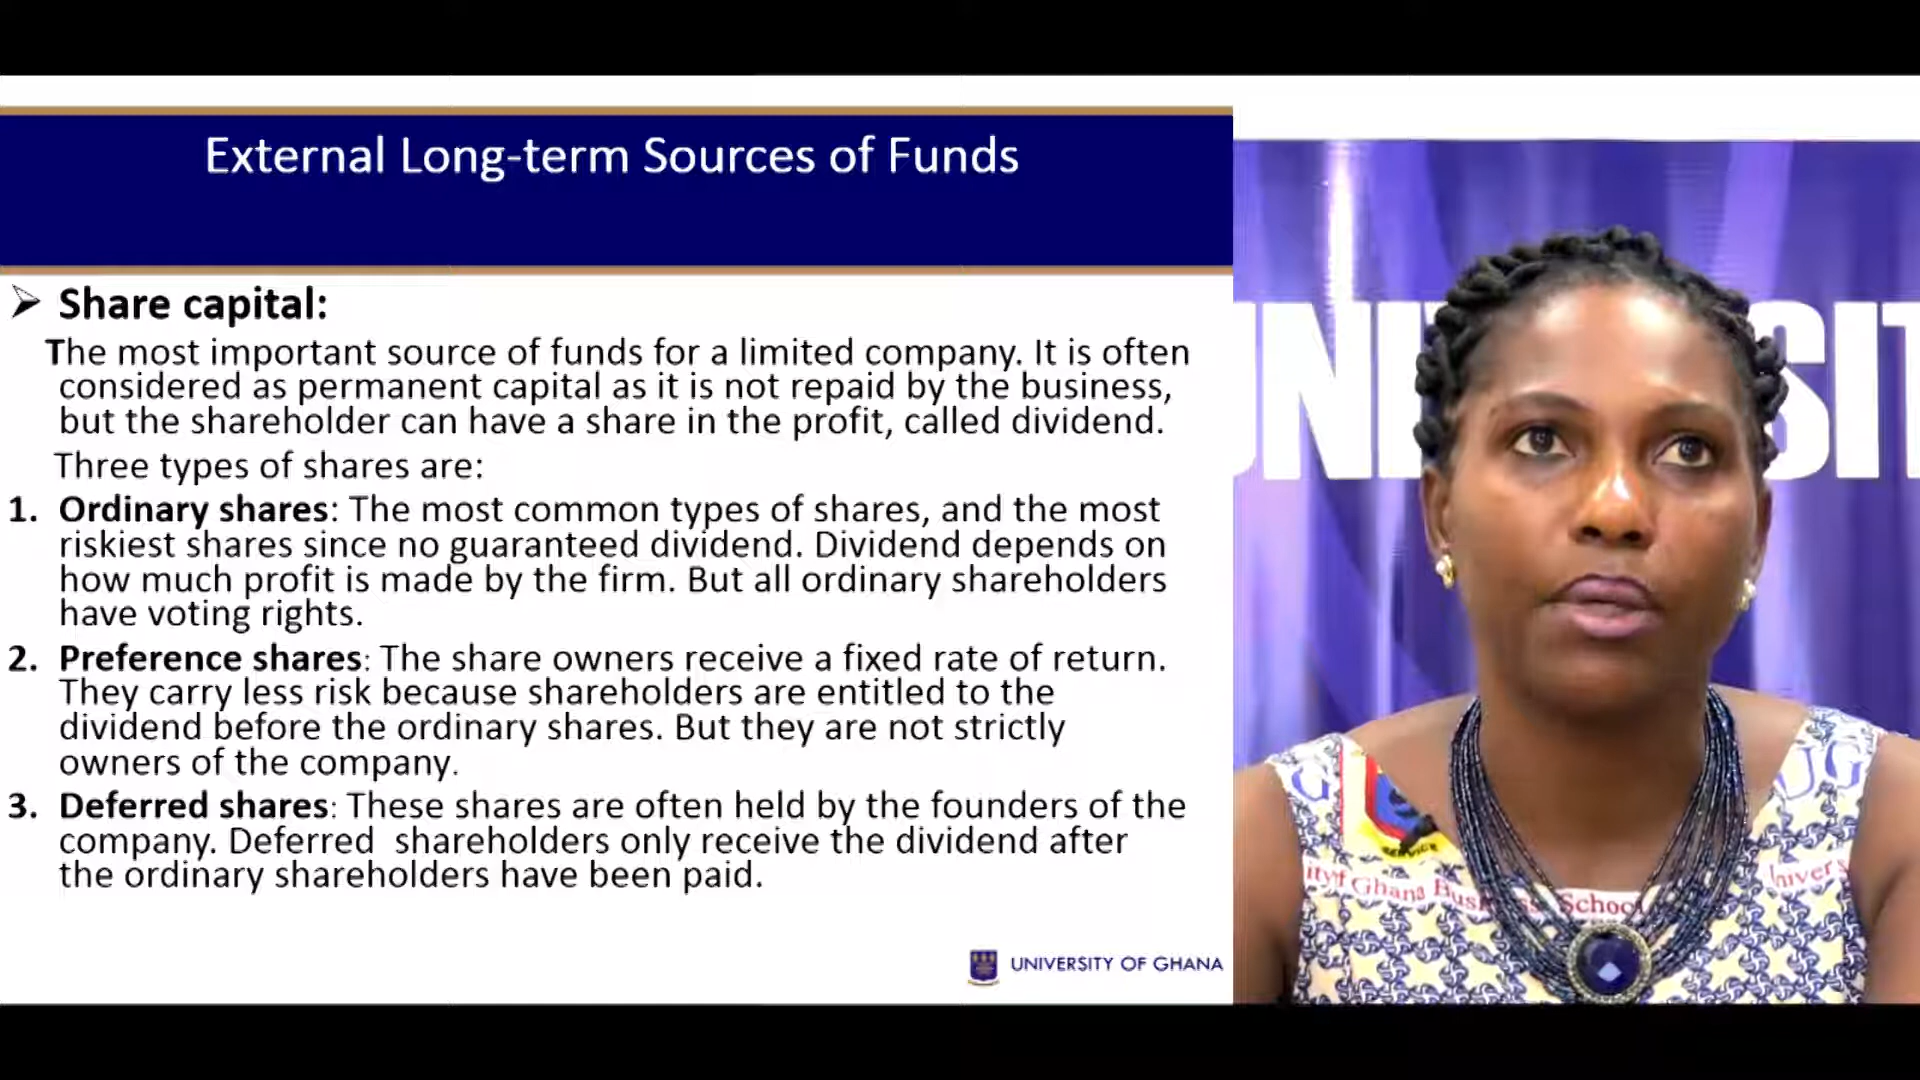 External Long-term Sources of Funds
➢ Share capital:
The most important source of funds for a limited company. It is often
considered as permanent capital as it is not repaid by the business,
but the shareholder can have a share in the profit, called dividend.
Three types of shares are:
1. Ordinary shares: The most common types of shares, and the most
riskiest shares since no guaranteed dividend. Dividend depends on
how much profit is made by the firm. But all ordinary shareholders
have voting rights.
2. Preference shares: The share owners receive a fixed rate of return.
They carry less risk because shareholders are entitled to the
dividend before the ordinary shares. But they are not strictly
owners of the company.
3. Deferred shares: These shares are often held by the founders of the
company. Deferred shareholders only receive the dividend after
the ordinary shareholders have been paid.
UNIVERSITY OF GHANA
UG
Ghana
School